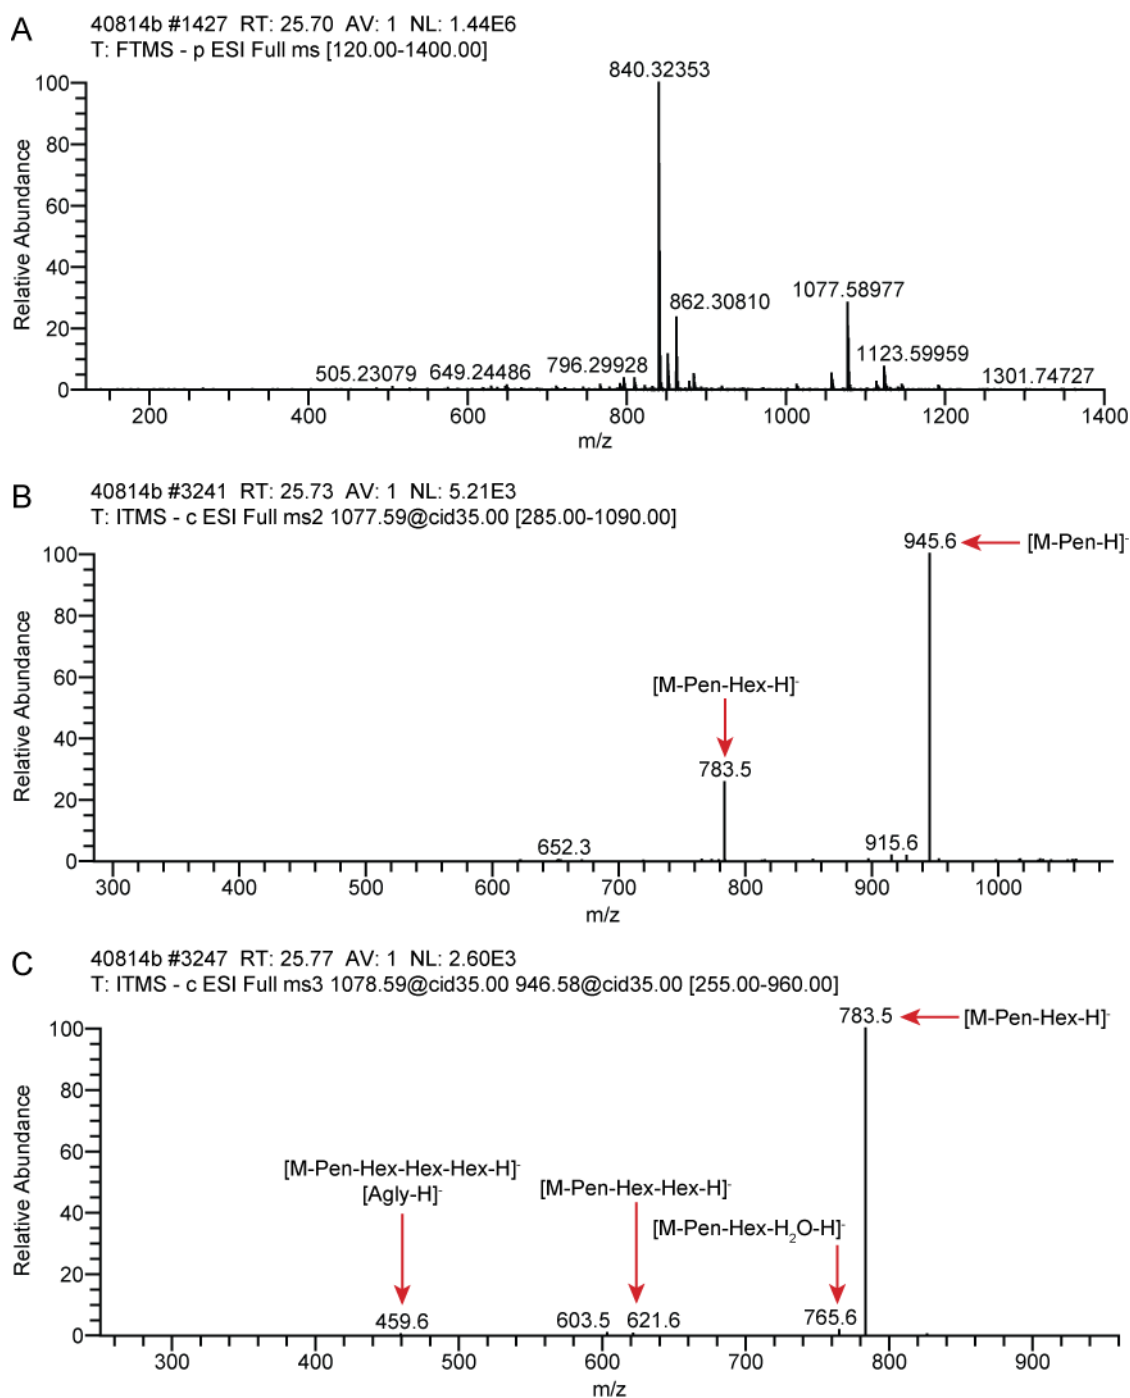 A
40814b #1427 RT: 25.70 AV: 1 NL: 1.44E6
T: FTMS - p ESI Full ms [120.00-1400.00]
840.32353
100
80
60
40
20
0
Relative Abundance
1077.58977
862.30810
1123.59959
796.29928
649.24486
505.23079
1301.74727
200 400 600 800 1000 1200 1400
m/z
B
40814b #3241 RT: 25.73 AV: 1 NL: 5.21E3
T: ITMS - c ESI Full ms2 1077.59@cid35.00 [285.00-1090.00]
945.6
[M-Pen-H]-
100
80
60
40
20
0
Relative Abundance
[M-Pen-Hex-H]-
783.5
652.3
915.6
300 400 500 600 700 800 900 1000
m/z
C
40814b #3247 RT: 25.77 AV: 1 NL: 2.60E3
T: ITMS - c ESI Full ms3 1078.59@cid35.00 946.58@cid35.00 [255.00-960.00]
783.5
[M-Pen-Hex-H]-
100
80
60
40
20
0
Relative Abundance
[M-Pen-Hex-Hex-Hex-H]-
[Agly-H]-
[M-Pen-Hex-Hex-H]-
[M-Pen-Hex-H₂O-H]-
459.6
603.5
621.6
765.6
300 400 500 600 700 800 900
m/z